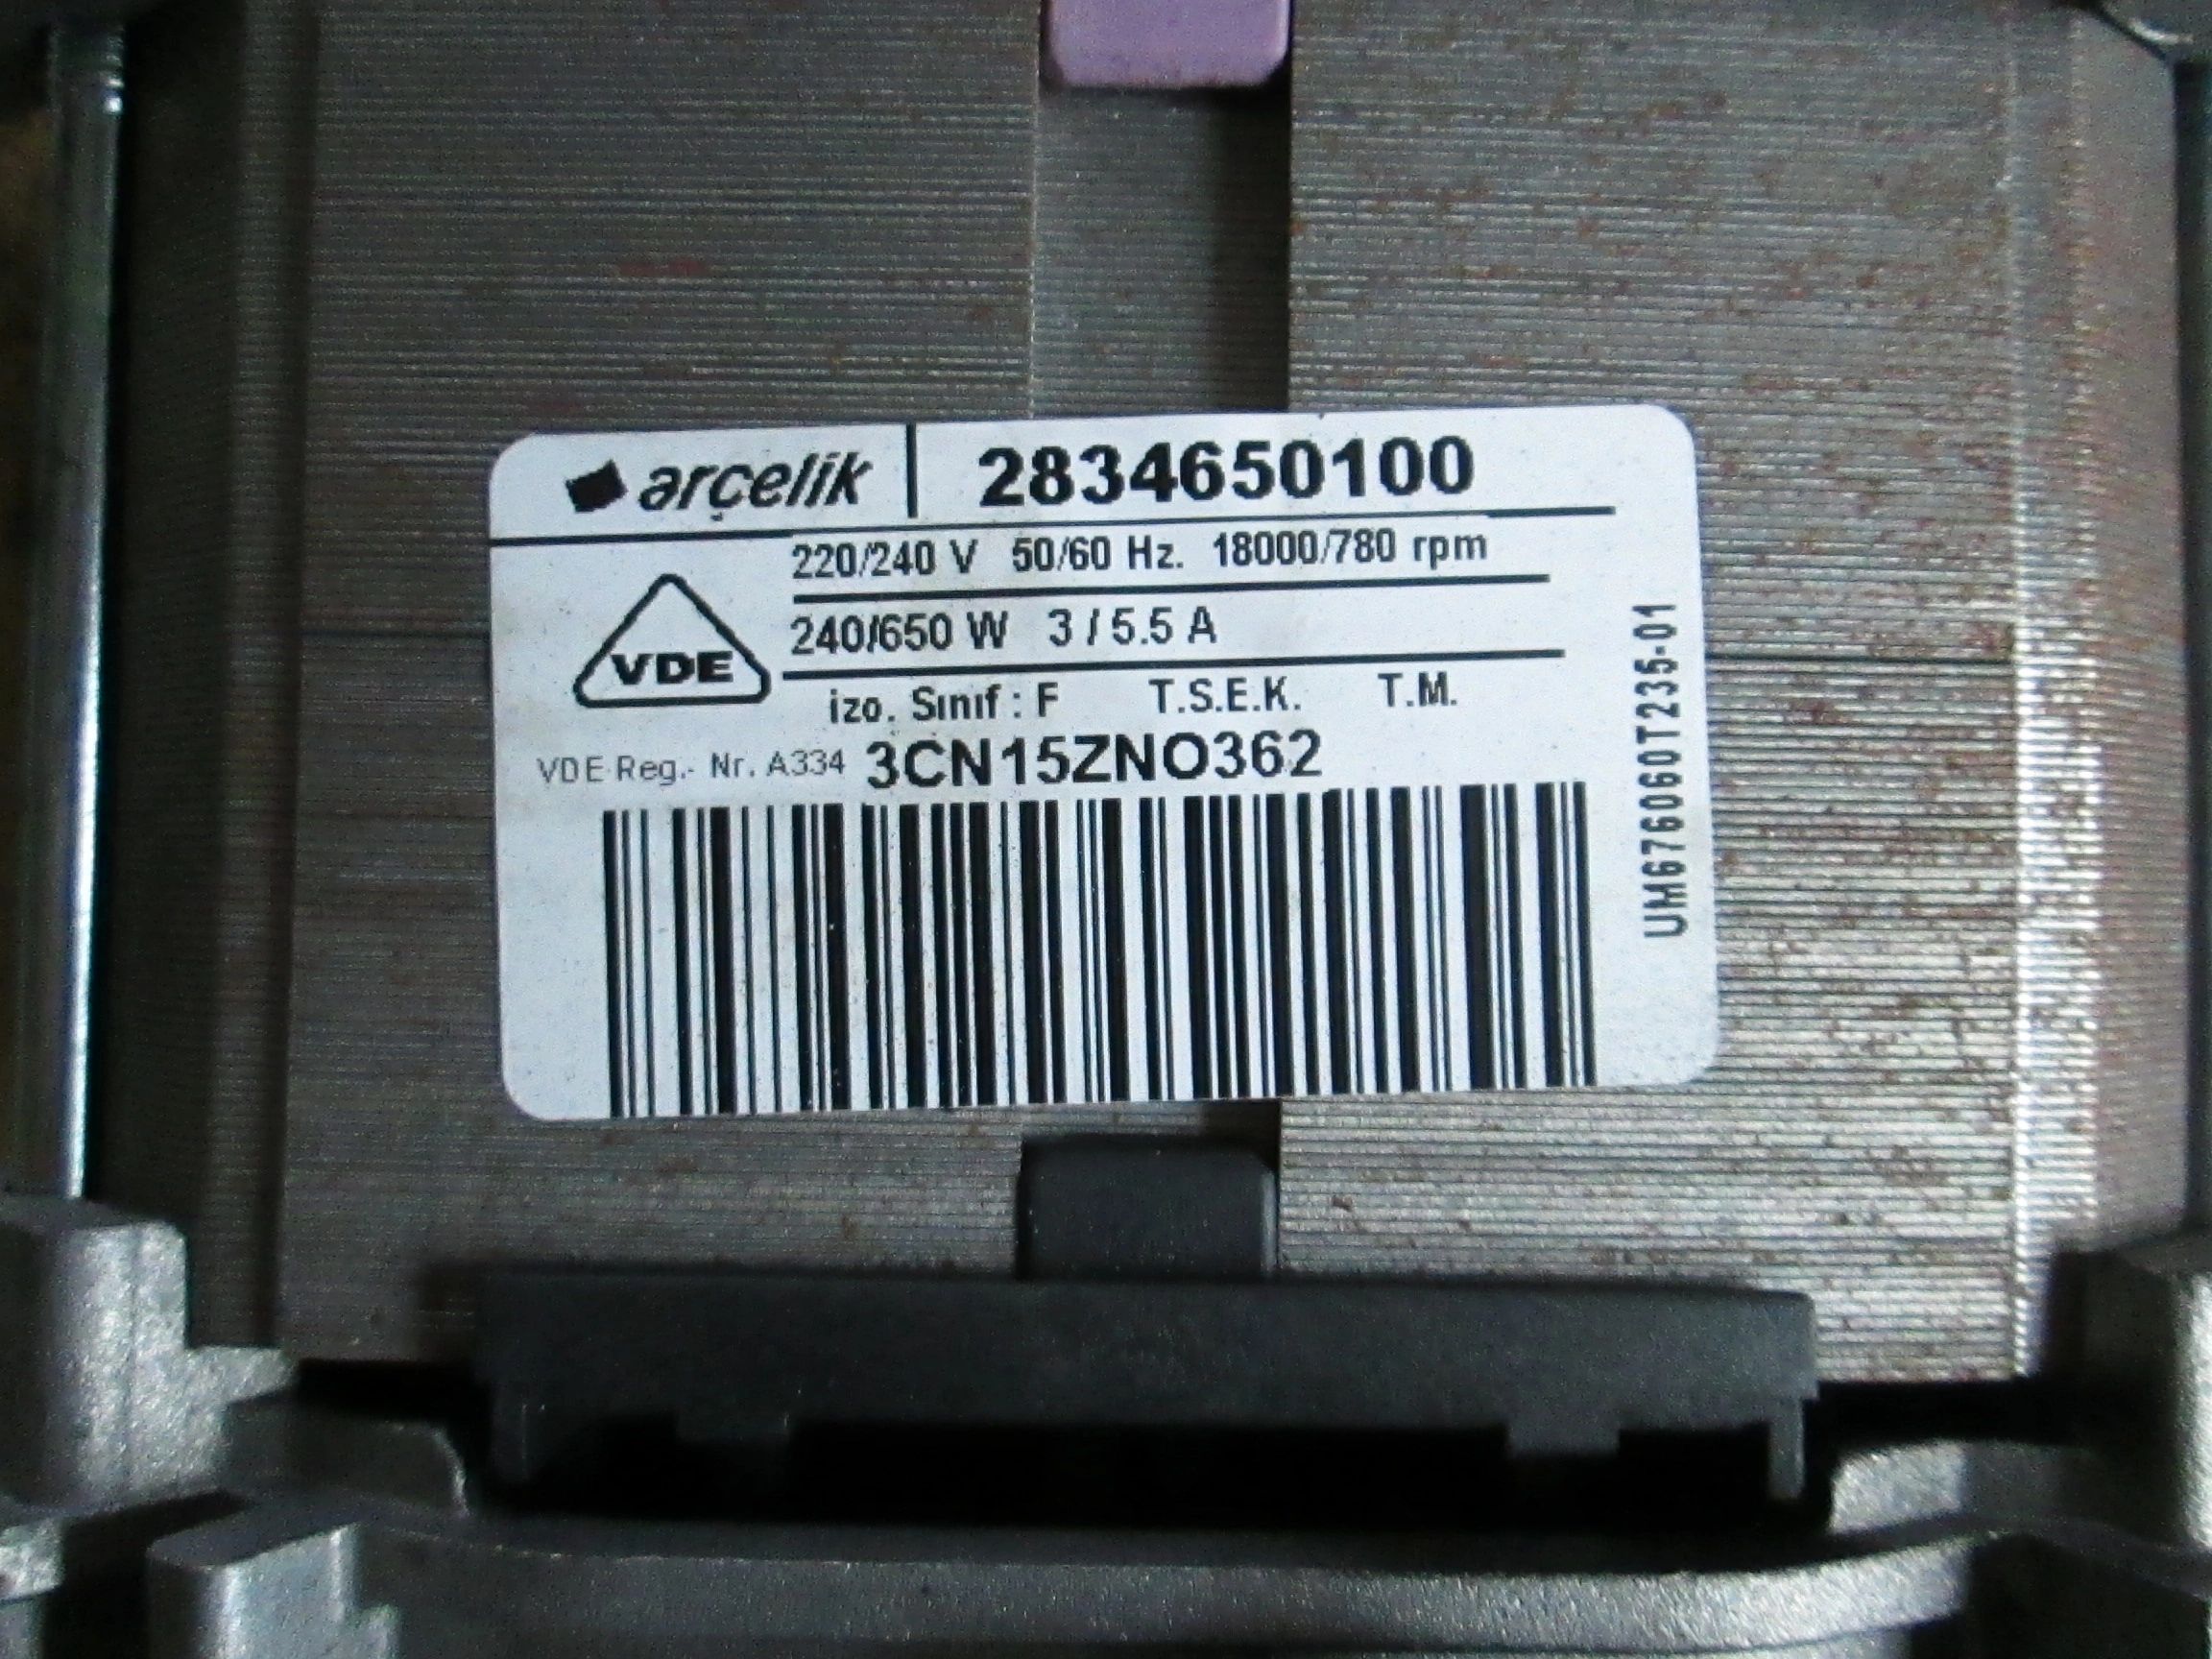 arçelik 2834650100
220/240 V 50/60 Hz. 18000/780 rpm
240/650 W 3 / 5.5 A
VDE
izo. Sınıf : F T.S.E.K. T.M.
VDE Reg.- Nr. A334 3CN15ZNO362
UM676060T235-01